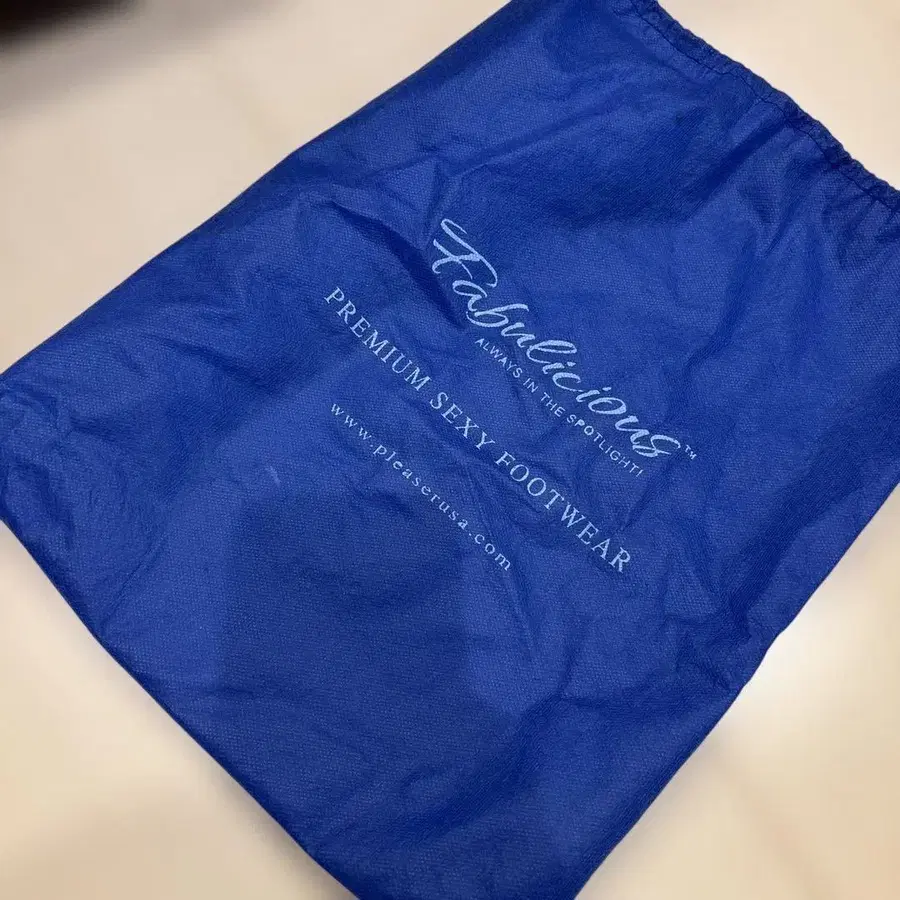 Fabulicious™
ALWAYS IN THE SPOTLIGHT!
PREMIUM SEXY FOOTWEAR
www.pleaserusa.com